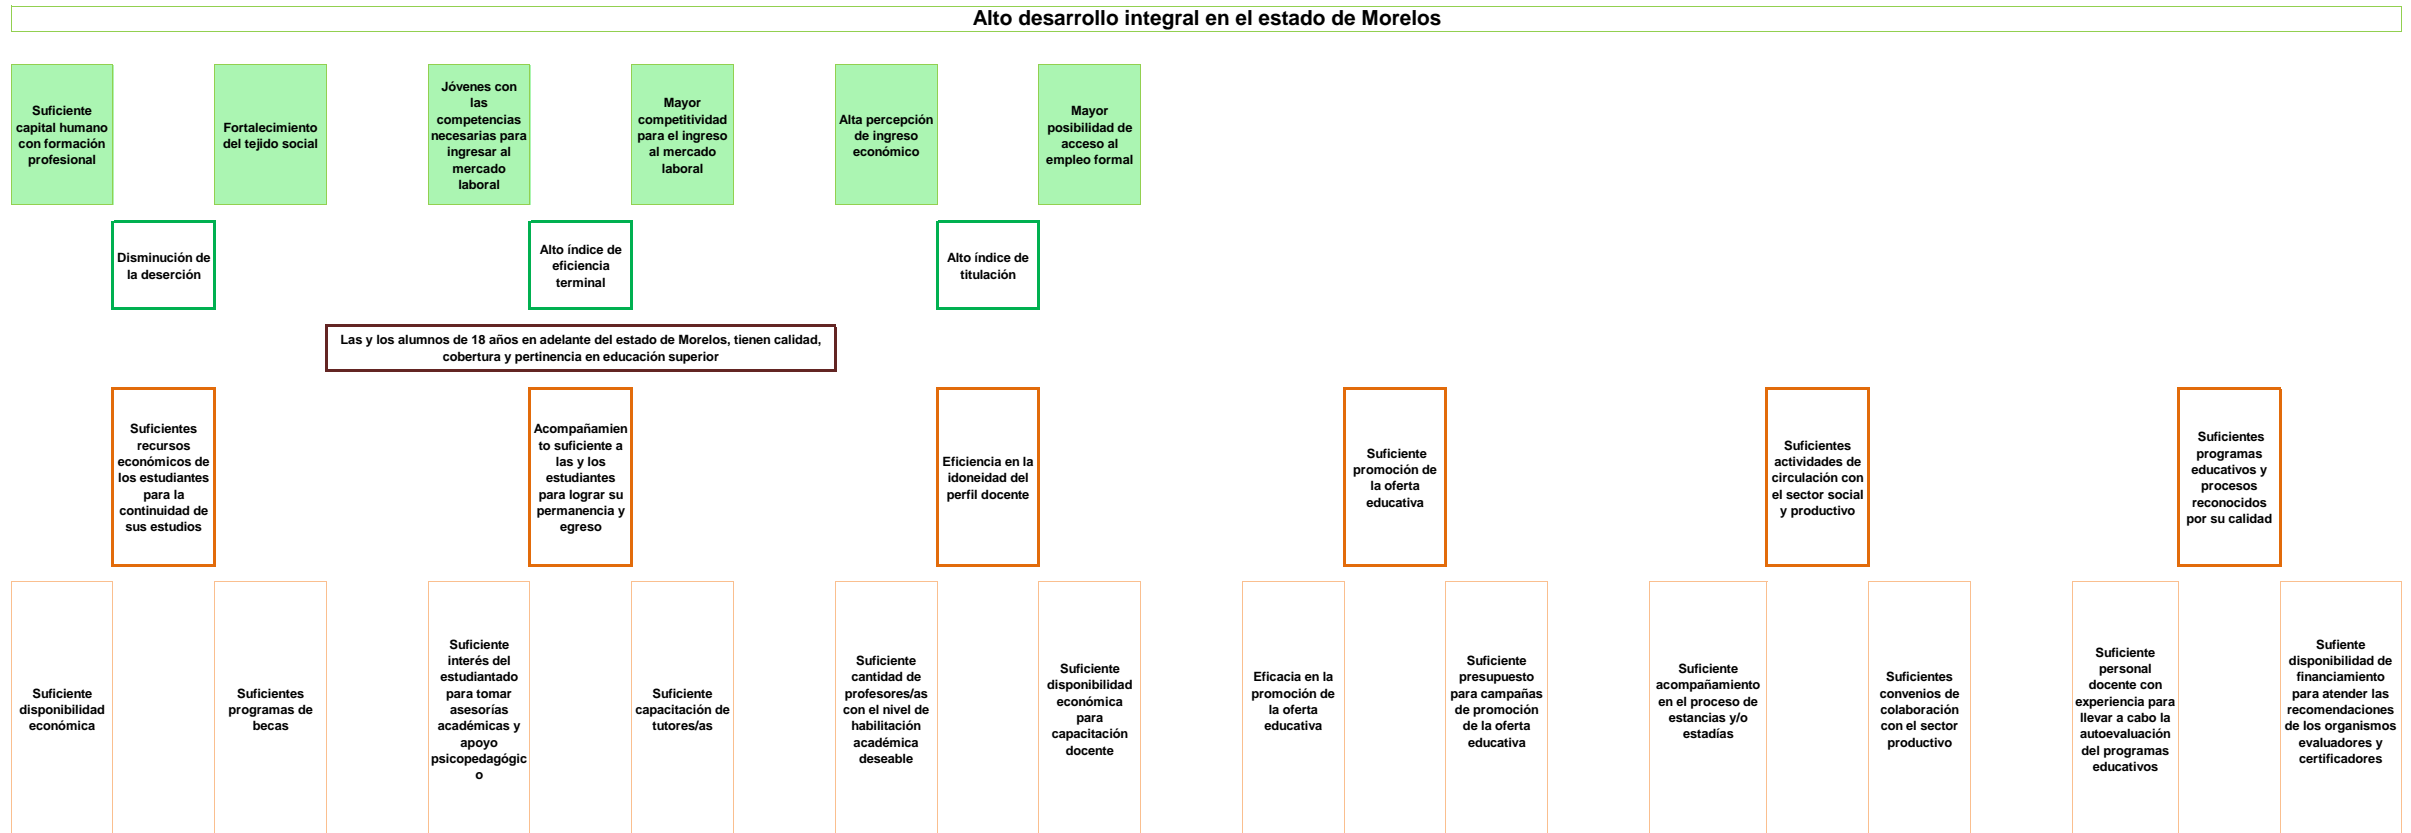 Alto desarrollo integral en el estado de Morelos
Suficiente
capital humano
con formación
profesional
Fortalecimiento
del tejido social
Jóvenes con
las
competencias
necesarias para
ingresar al
mercado
laboral
Mayor
competitividad
para el ingreso
al mercado
laboral
Alta percepción
de ingreso
económico
Mayor
posibilidad de
acceso al
empleo formal
Disminución de
la deserción
Alto índice de
eficiencia
terminal
Alto índice de
titulación
Las y los alumnos de 18 años en adelante del estado de Morelos, tienen calidad,
cobertura y pertinencia en educación superior
Suficientes
recursos
económicos de
los estudiantes
para la
continuidad de
sus estudios
Acompañamien
to suficiente a
las y los
estudiantes
para lograr su
permanencia y
egreso
Eficiencia en la
idoneidad del
perfil docente
Suficiente
promoción de
la oferta
educativa
Suficientes
actividades de
circulación con
el sector social
y productivo
Suficientes
programas
educativos y
procesos
reconocidos
por su calidad
Suficiente
disponibilidad
económica
Suficientes
programas de
becas
Suficiente
interés del
estudiantado
para tomar
asesorías
académicas y
apoyo
psicopedagógic
o
Suficiente
capacitación de
tutores/as
Suficiente
cantidad de
profesores/as
con el nivel de
habilitación
académica
deseable
Suficiente
disponibilidad
económica
para
capacitación
docente
Eficacia en la
promoción de
la oferta
educativa
Suficiente
presupuesto
para campañas
de promoción
de la oferta
educativa
Suficiente
acompañamiento
en el proceso de
estancias y/o
estadías
Suficientes
convenios de
colaboración
con el sector
productivo
Suficiente
personal
docente con
experiencia para
llevar a cabo la
autoevaluación
del programas
educativos
Sufiente
disponibilidad de
financiamiento
para atender las
recomendaciones
de los organismos
evaluadores y
certificadores